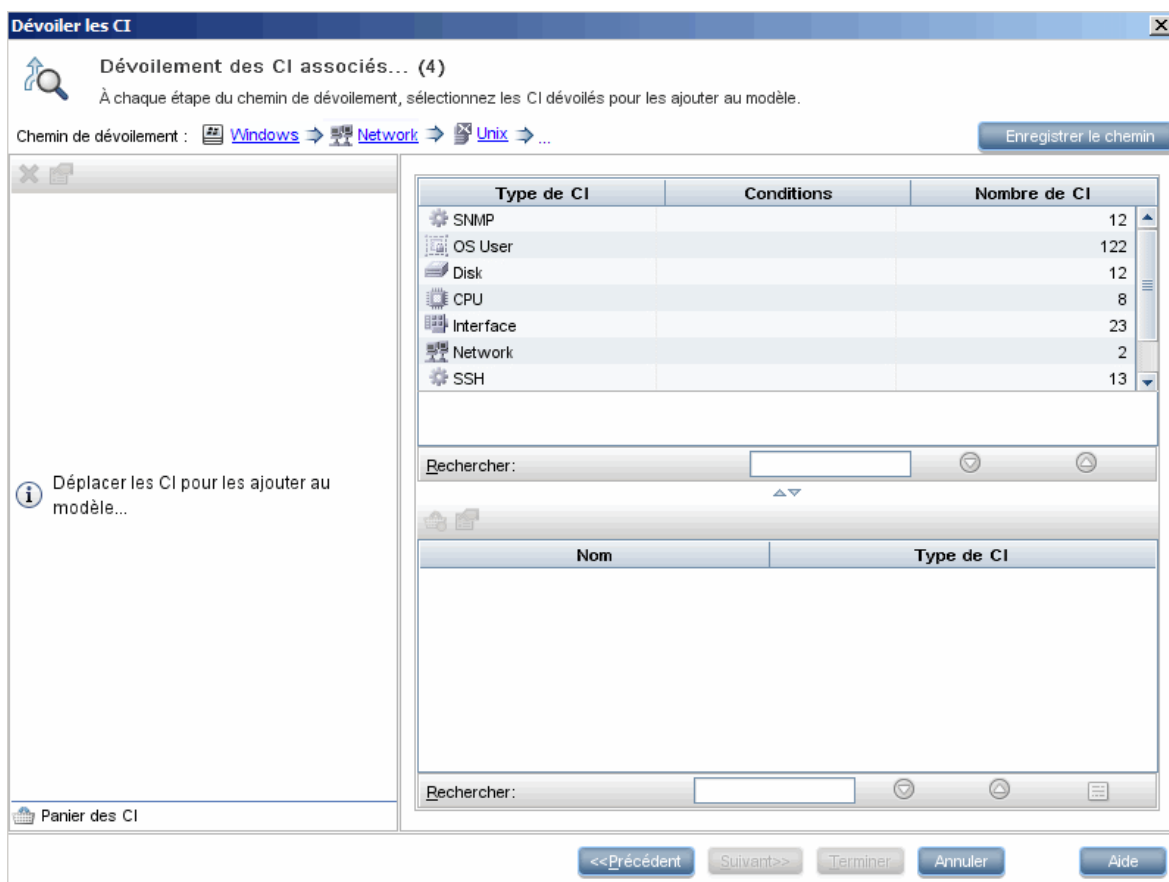 Dévoiler les CI
Dévoilement des CI associés... (4)
À chaque étape du chemin de dévoilement, sélectionnez les CI dévoilés pour les ajouter au modèle.
Chemin de dévoilement : Windows Network Unix ...
Enregistrer le chemin
Déplacer les CI pour les ajouter au
modèle...
Panier des CI
Type de CI Conditions Nombre de CI
SNMP 12
OS User 122
Disk 12
CPU 8
Interface 23
Network 2
SSH 13
Rechercher:
Nom Type de CI
Rechercher:
<<Précédent Suivant>> Terminer Annuler Aide